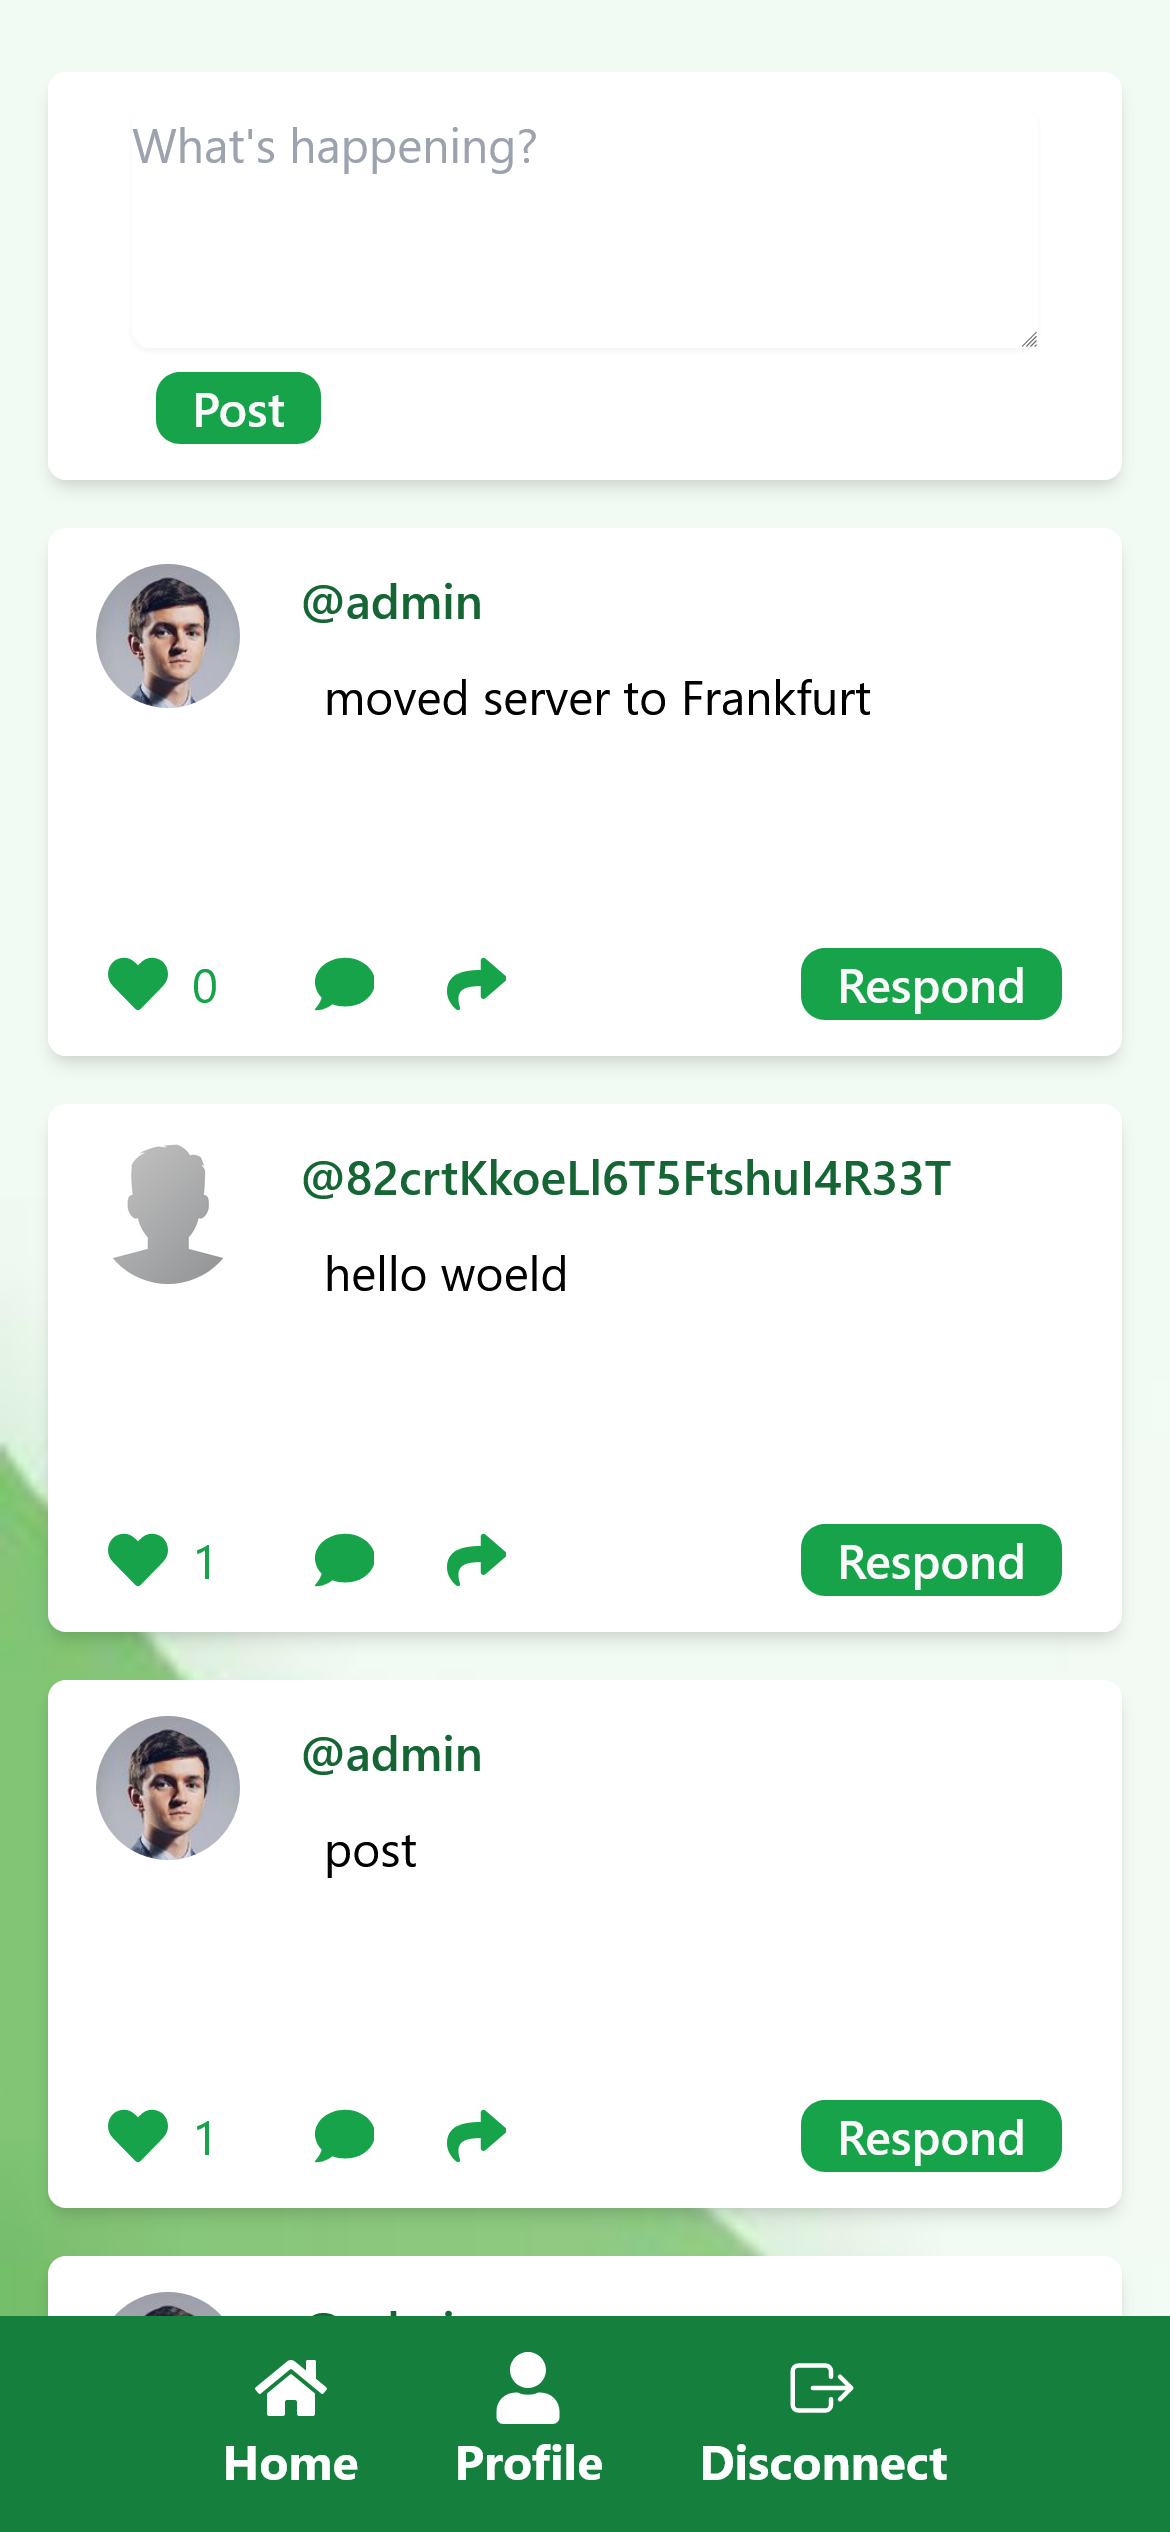 What's happening?
Post
@admin
moved server to Frankfurt
0
Respond
@82crtKkoeLl6T5FtshuI4R33T
hello woeld
1
Respond
@admin
post
1
Respond
Home
Profile
Disconnect